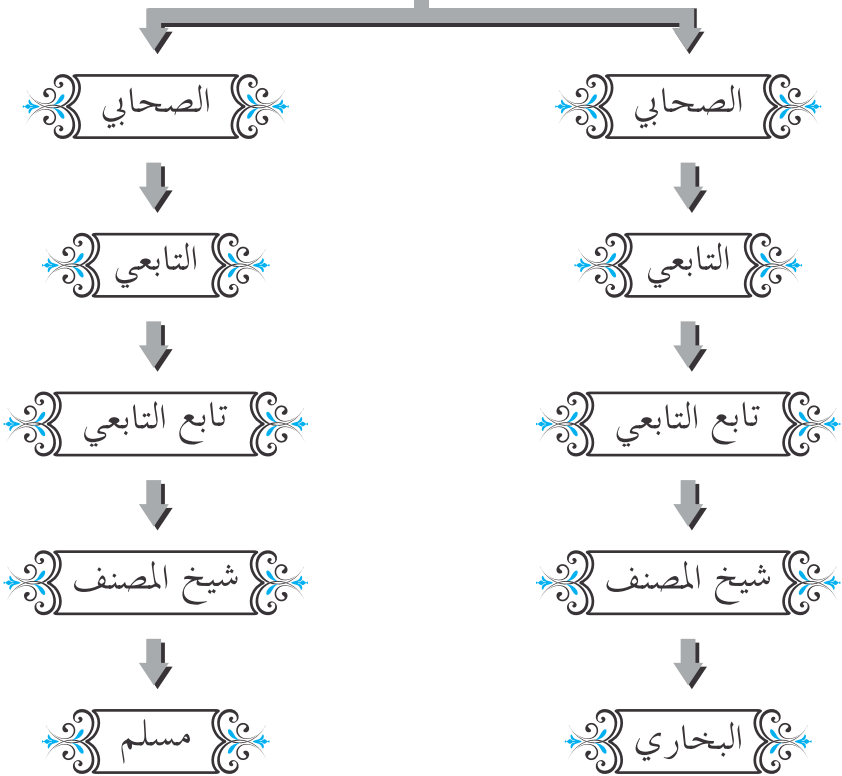 الصحابي
الصحابي
التابعي
التابعي
تابع التابعي
تابع التابعي
شيخ المصنف
شيخ المصنف
البخاري
مسلم